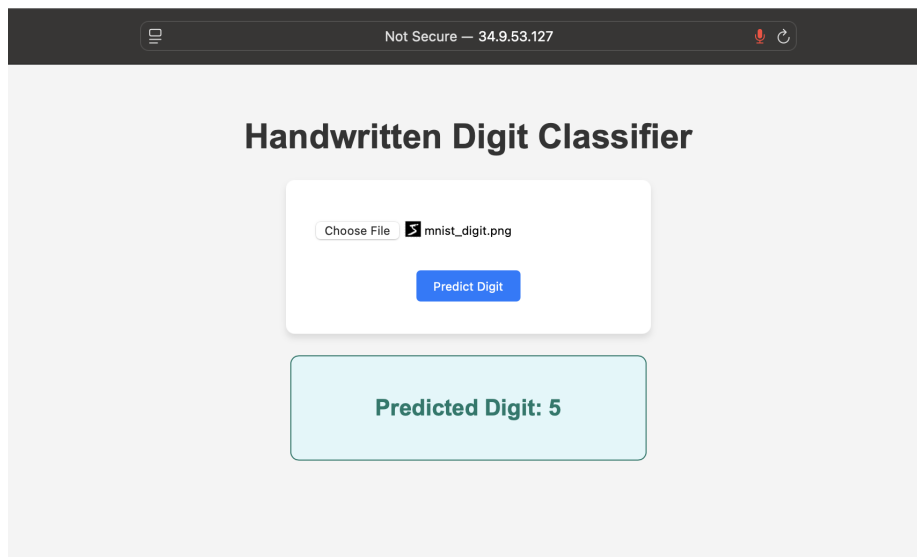 Not Secure — 34.9.53.127
Handwritten Digit Classifier
Choose File mnist_digit.png
Predict Digit
Predicted Digit: 5